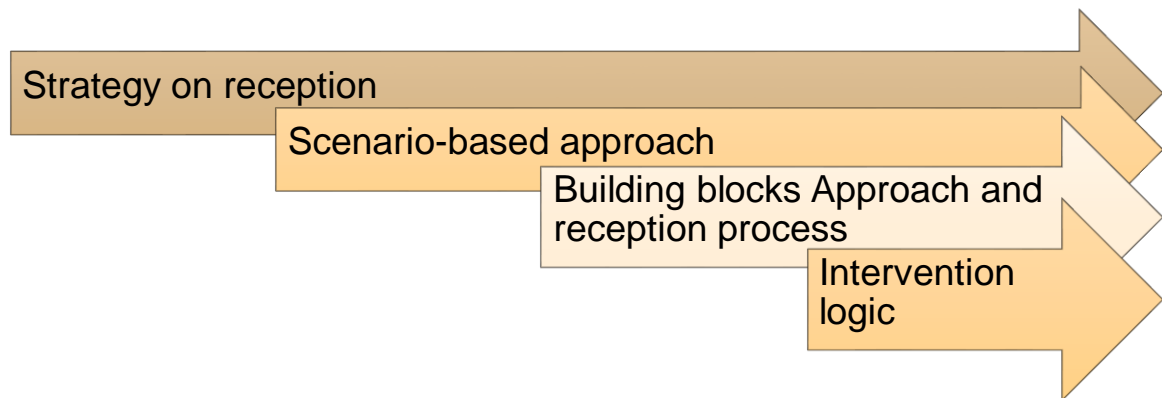 Strategy on reception
Scenario-based approach
Building blocks Approach and
reception process
Intervention
logic